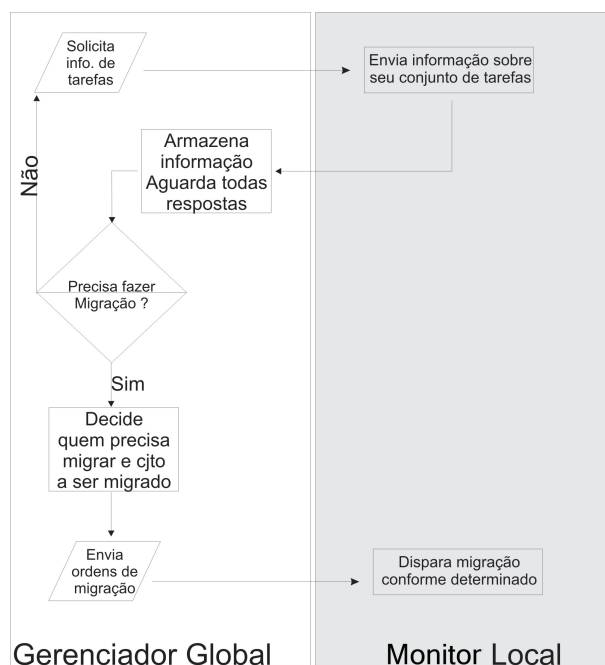 Solicita
info. de
tarefas
Envia informação sobre
seu conjunto de tarefas
Armazena
informação
Aguarda todas
respostas
Não
Precisa fazer
Migração ?
Sim
Decide
quem precisa
migrar e cjto
a ser migrado
Envia
ordens de
migração
Dispara migração
conforme determinado
Gerenciador Global
Monitor Local